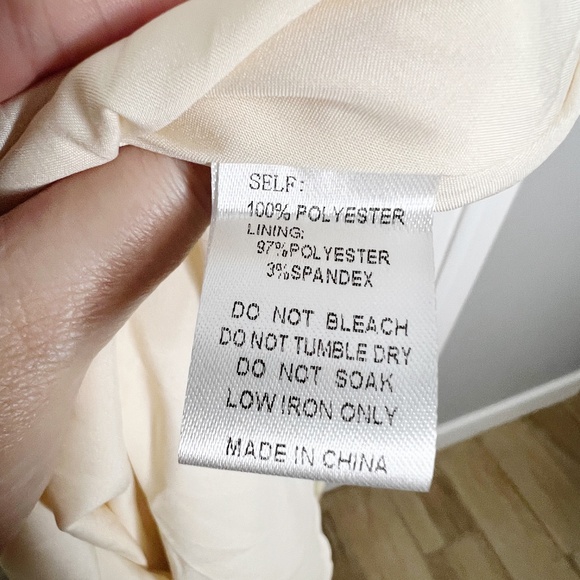 SELF:
100% POLYESTER
LINING:
97%POLYESTER
3%SPANDEX
DO NOT BLEACH
DO NOT TUMBLE DRY
DO NOT SOAK
LOW IRON ONLY
MADE IN CHINA